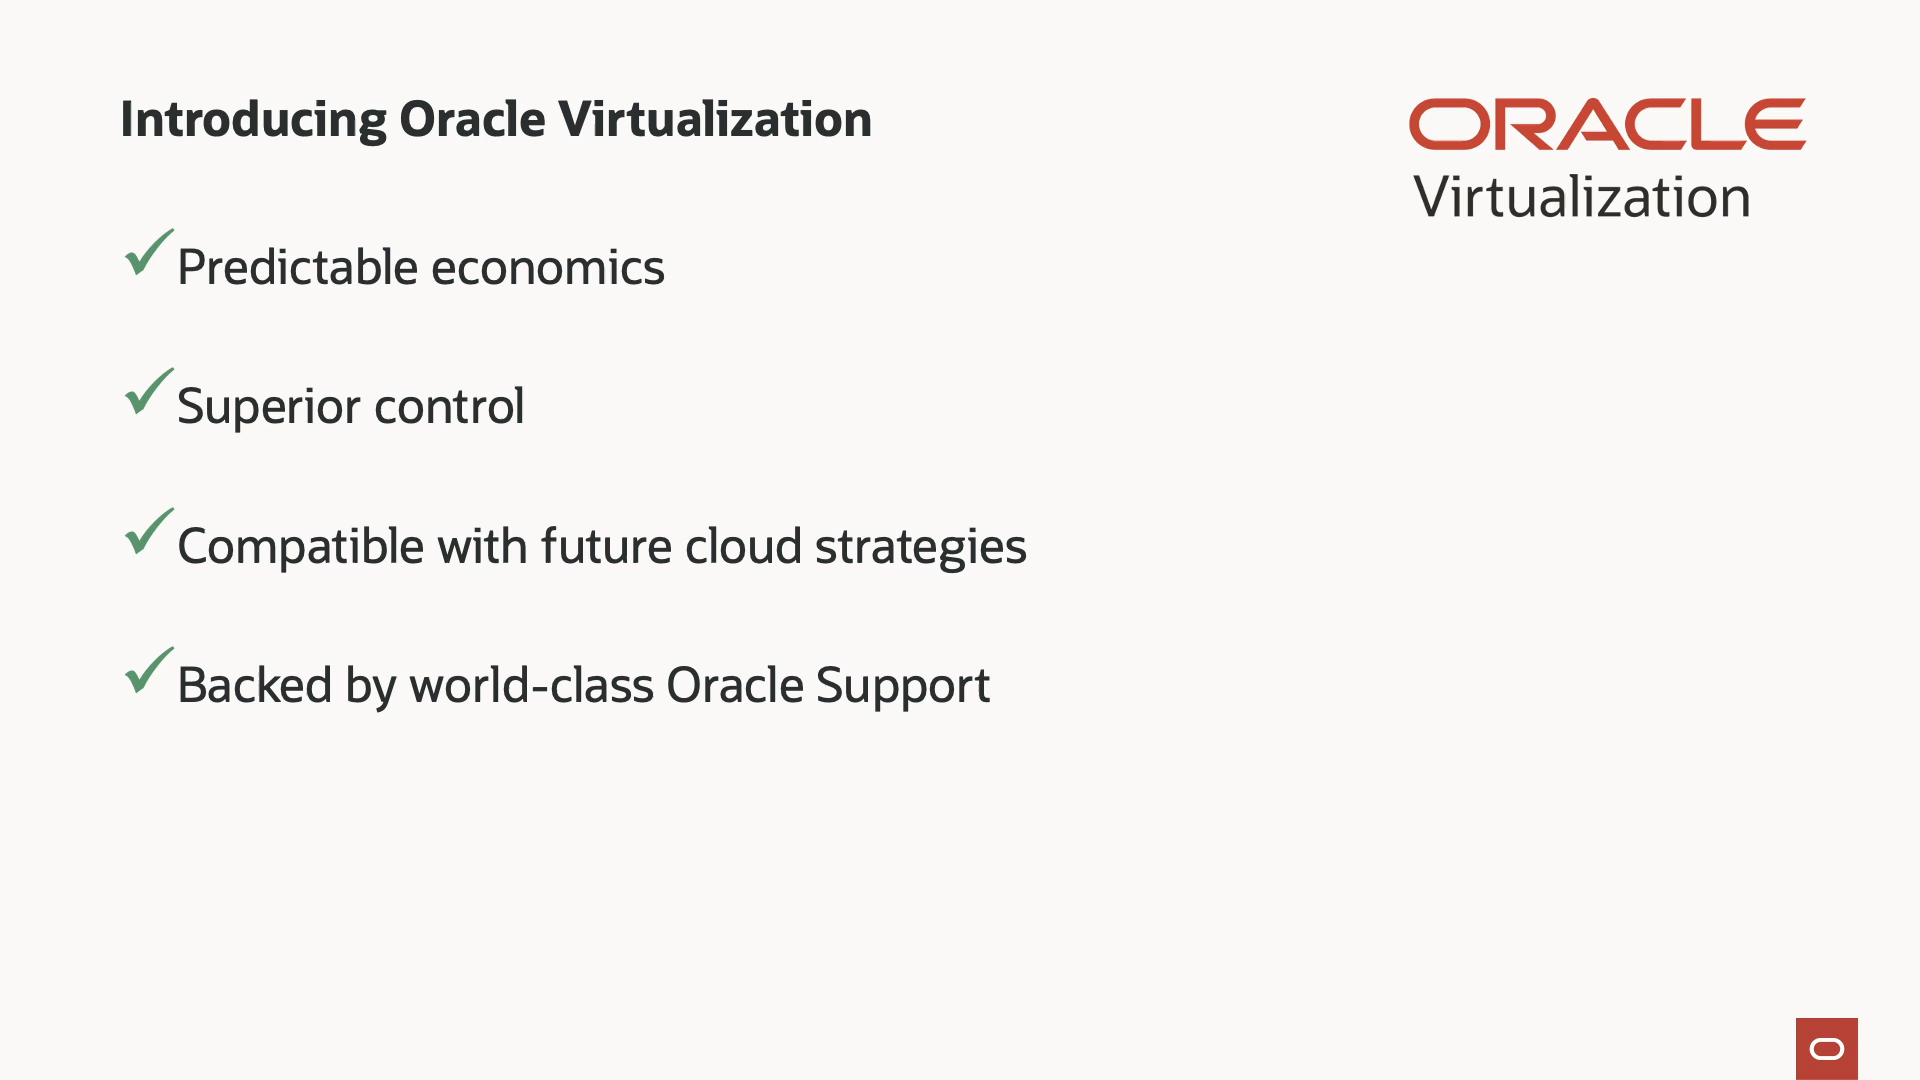 Introducing Oracle Virtualization
ORACLE
Virtualization
Predictable economics
Superior control
Compatible with future cloud strategies
Backed by world-class Oracle Support